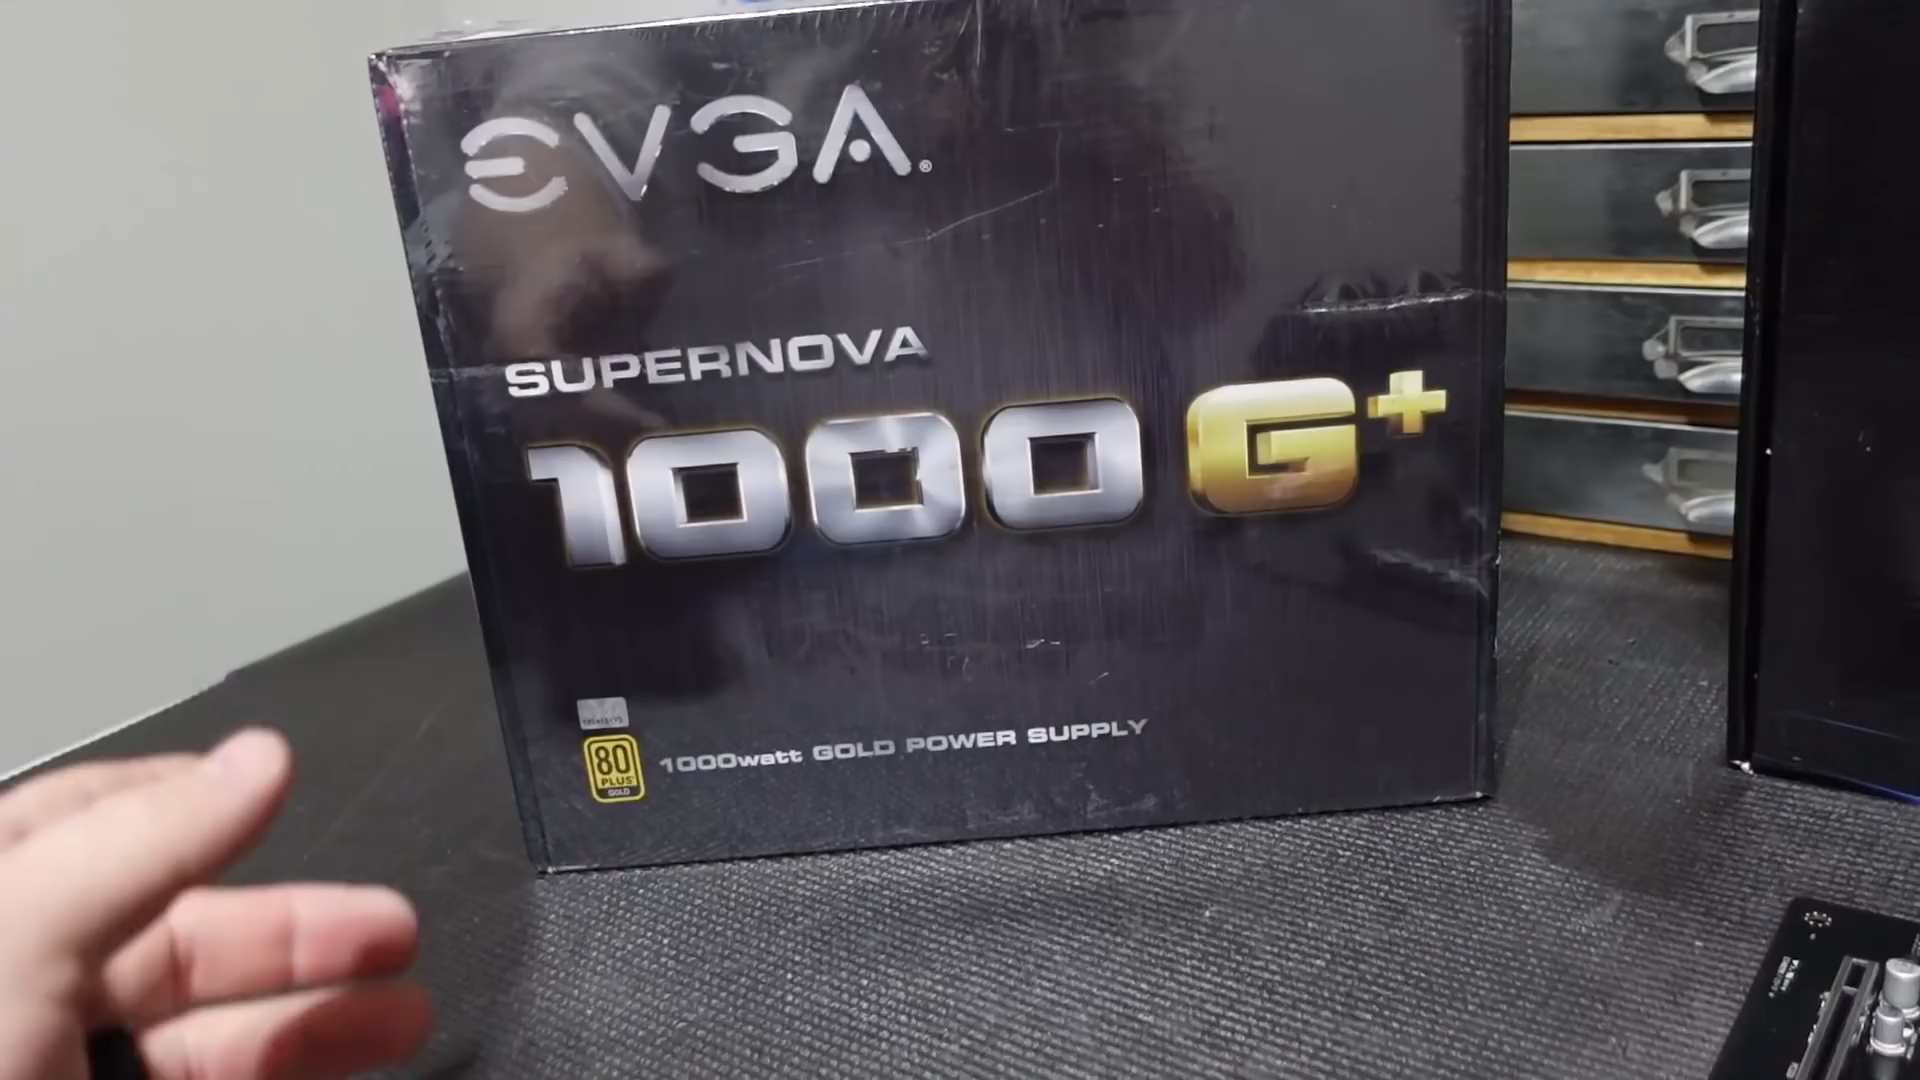 EVGA®
SUPERNOVA
1000 G+
80
PLUS
GOLD
1000watt GOLD POWER SUPPLY